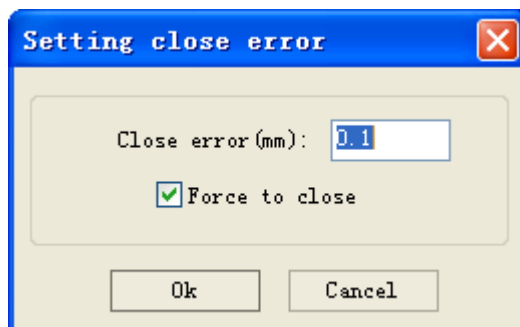 Setting close error
Close error(mm): 0.1
Force to close
Ok Cancel